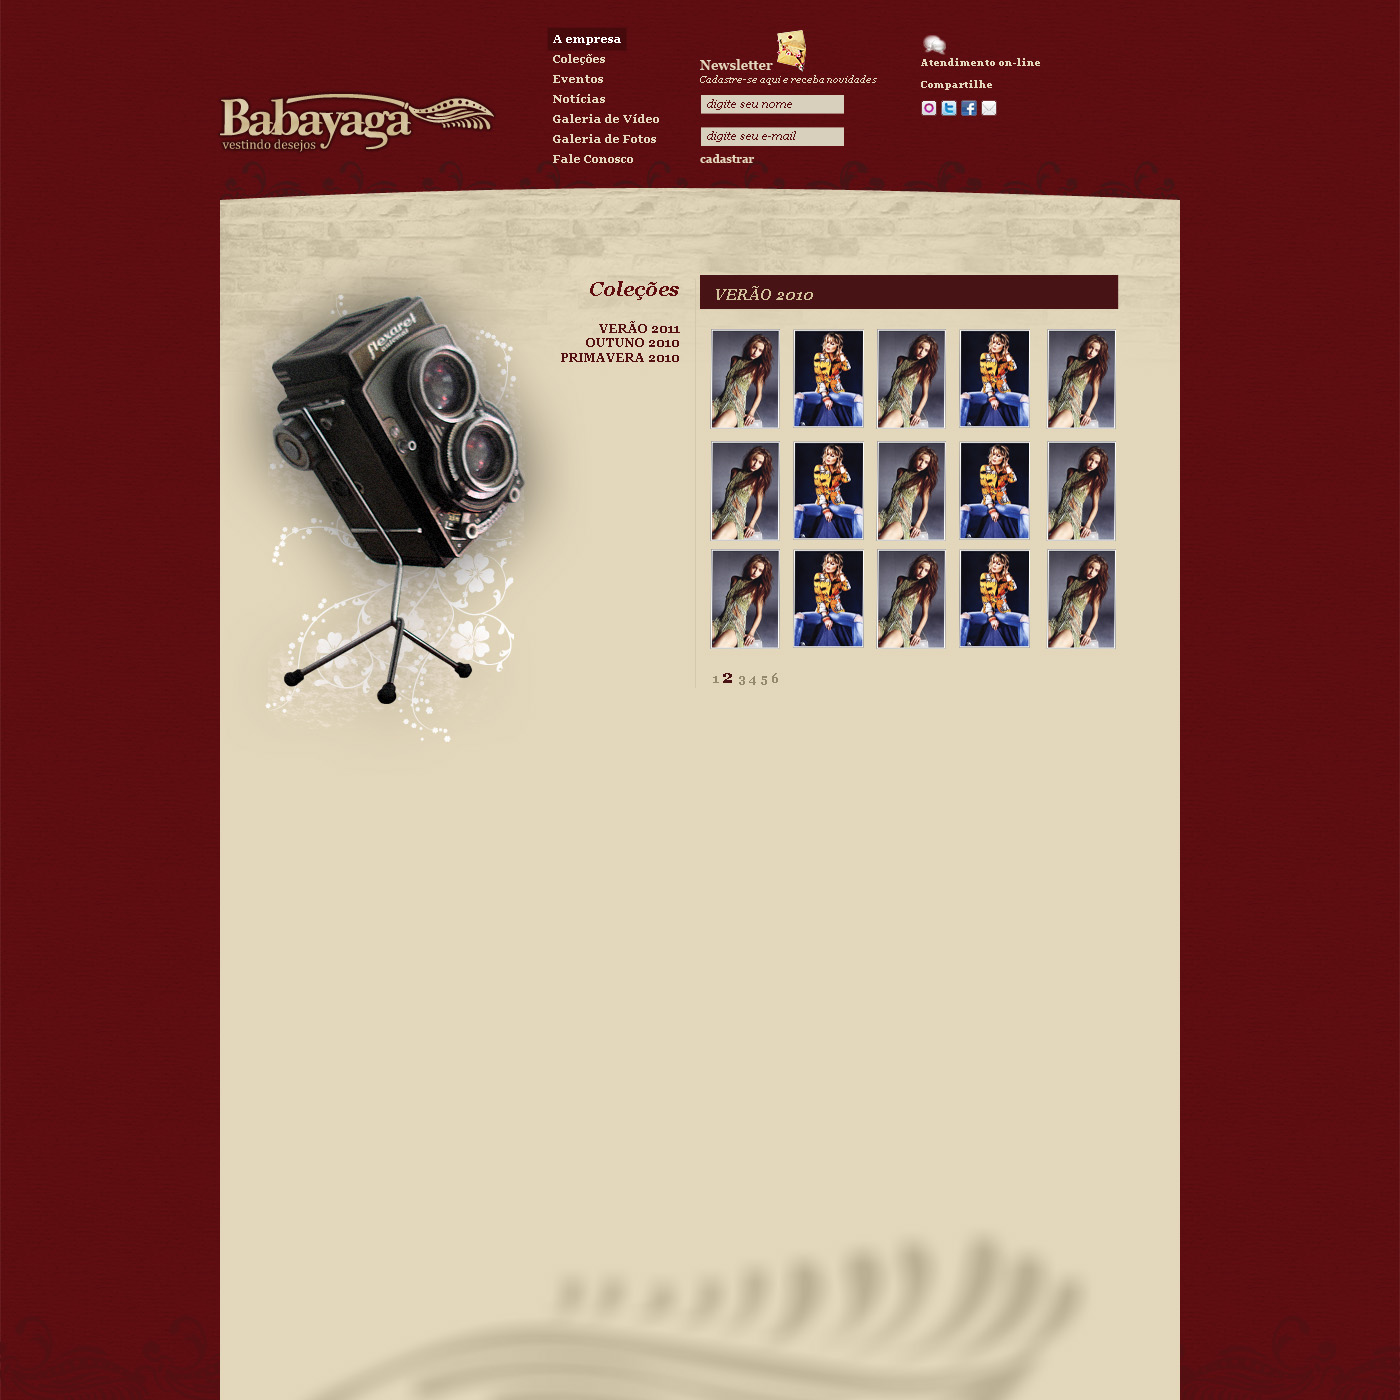 Babayaga
vestindo desejos
A empresa
Coleções
Eventos
Notícias
Galeria de Vídeo
Galeria de Fotos
Fale Conosco
Newsletter
Cadastre-se aqui e receba novidades
digite seu nome
digite seu e-mail
cadastrar
Atendimento on-line
Compartilhe
flexaret
Coleções
VERÃO 2011
OUTUNO 2010
PRIMAVERA 2010
VERÃO 2010
1 2 3 4 5 6